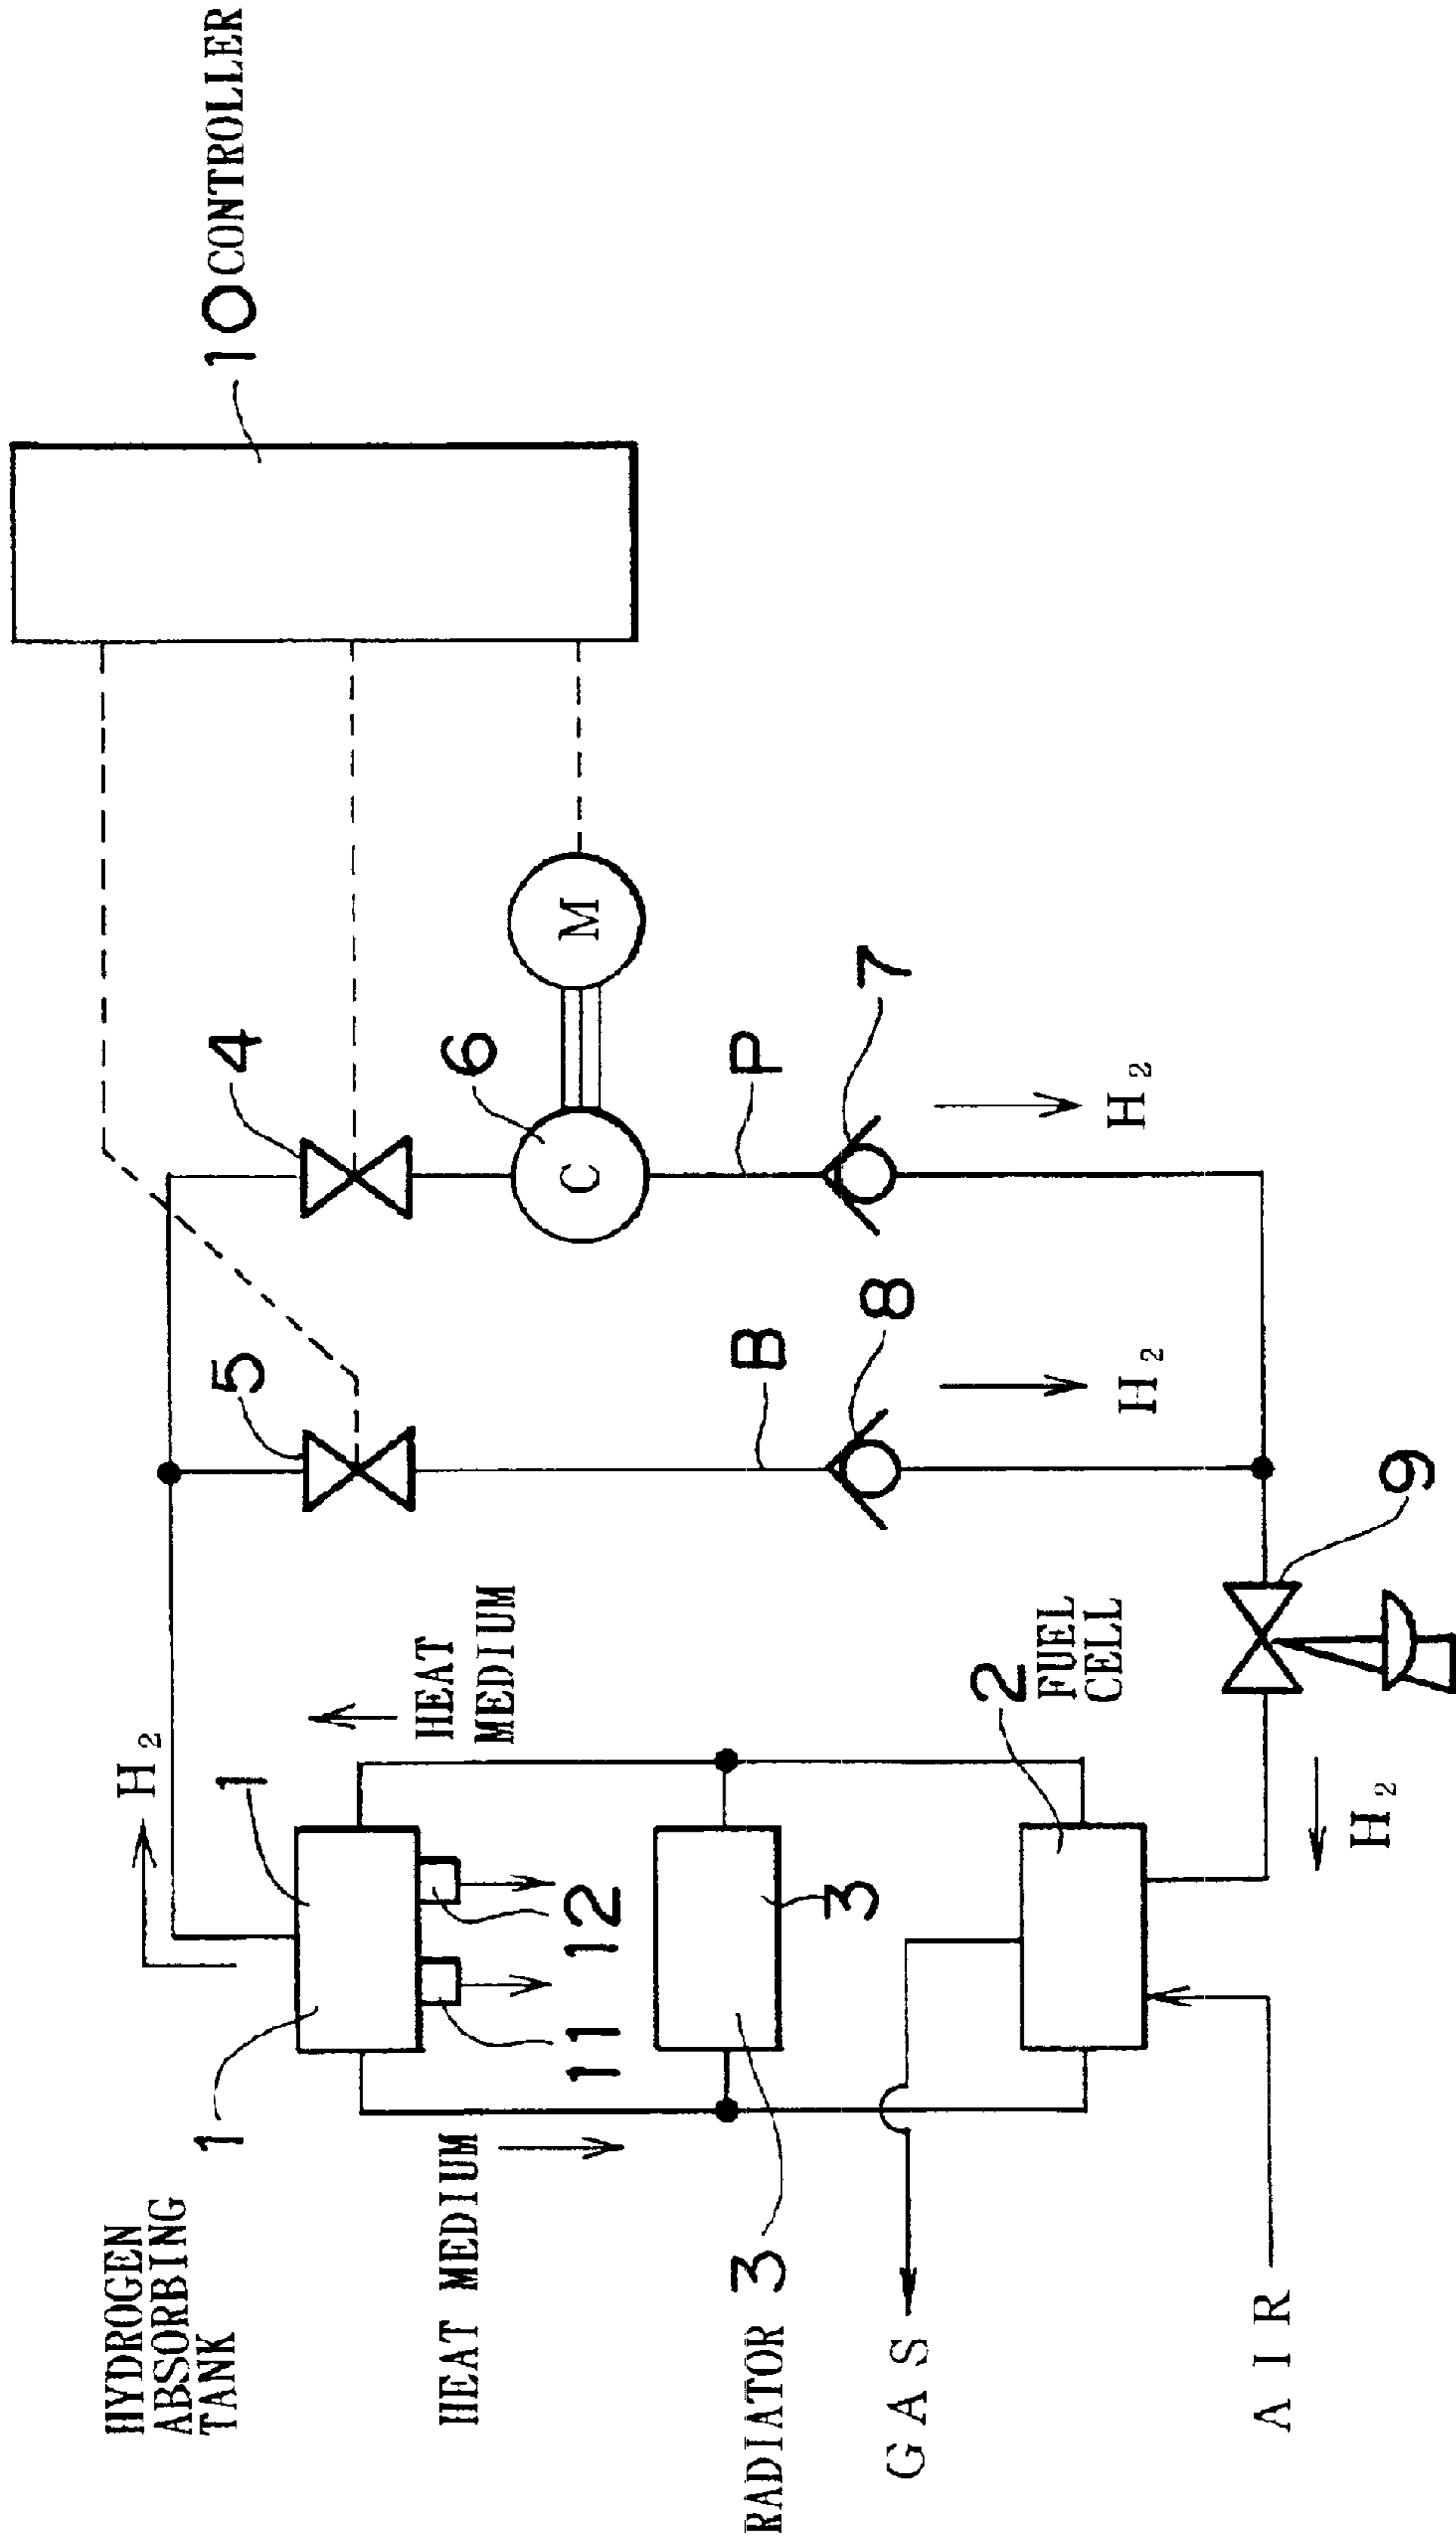 10 CONTROLLER
4
5
6
C
M
P
B
7
8
H₂
H₂
9
H₂
1
1
HYDROGEN
ABSORBING
TANK
HEAT
MEDIUM
HEAT MEDIUM
11
12
3
RADIATOR 3
2
FUEL
CELL
H₂
GAS
AIR